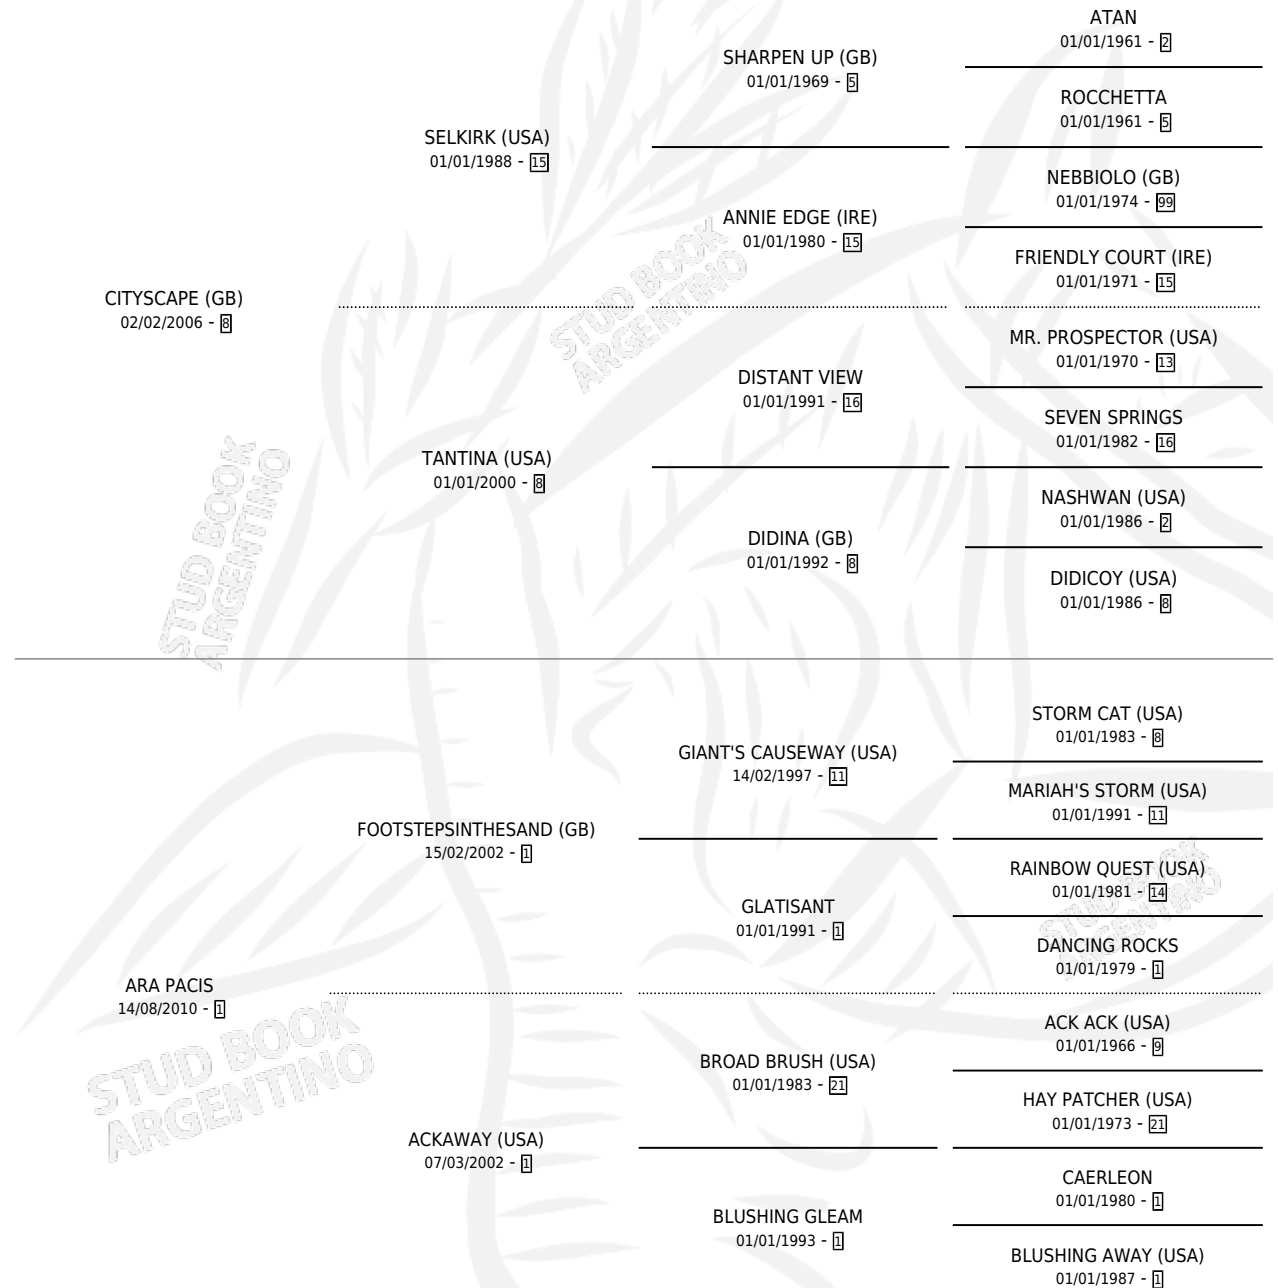 ATAN
01/01/1961 - 2
SHARPEN UP (GB)
01/01/1969 - 5
ROCCHETTA
01/01/1961 - 5
SELKIRK (USA)
01/01/1988 - 15
NEBBIOLO (GB)
01/01/1974 - 99
ANNIE EDGE (IRE)
01/01/1980 - 15
FRIENDLY COURT (IRE)
01/01/1971 - 15
CITYSCAPE (GB)
02/02/2006 - 8
STUD BOOK
ARGENTINO
MR. PROSPECTOR (USA)
01/01/1970 - 13
DISTANT VIEW
01/01/1991 - 16
SEVEN SPRINGS
01/01/1982 - 16
TANTINA (USA)
01/01/2000 - 8
NASHWAN (USA)
01/01/1986 - 2
DIDINA (GB)
01/01/1992 - 8
DIDICOY (USA)
01/01/1986 - 8
STUD BOOK
ARGENTINO
STORM CAT (USA)
01/01/1983 - 8
GIANT'S CAUSEWAY (USA)
14/02/1997 - 11
MARIAH'S STORM (USA)
01/01/1991 - 11
FOOTSTEPSINTHESAND (GB)
15/02/2002 - 1
RAINBOW QUEST (USA)
01/01/1981 - 14
GLATISANT
01/01/1991 - 1
DANCING ROCKS
01/01/1979 - 1
STUD BOOK
ARGENTINO
ARA PACIS
14/08/2010 - 1
STUD BOOK
ARGENTINO
ACK ACK (USA)
01/01/1966 - 9
BROAD BRUSH (USA)
01/01/1983 - 21
HAY PATCHER (USA)
01/01/1973 - 21
ACKAWAY (USA)
07/03/2002 - 1
CAERLEON
01/01/1980 - 1
BLUSHING GLEAM
01/01/1993 - 1
BLUSHING AWAY (USA)
01/01/1987 - 1